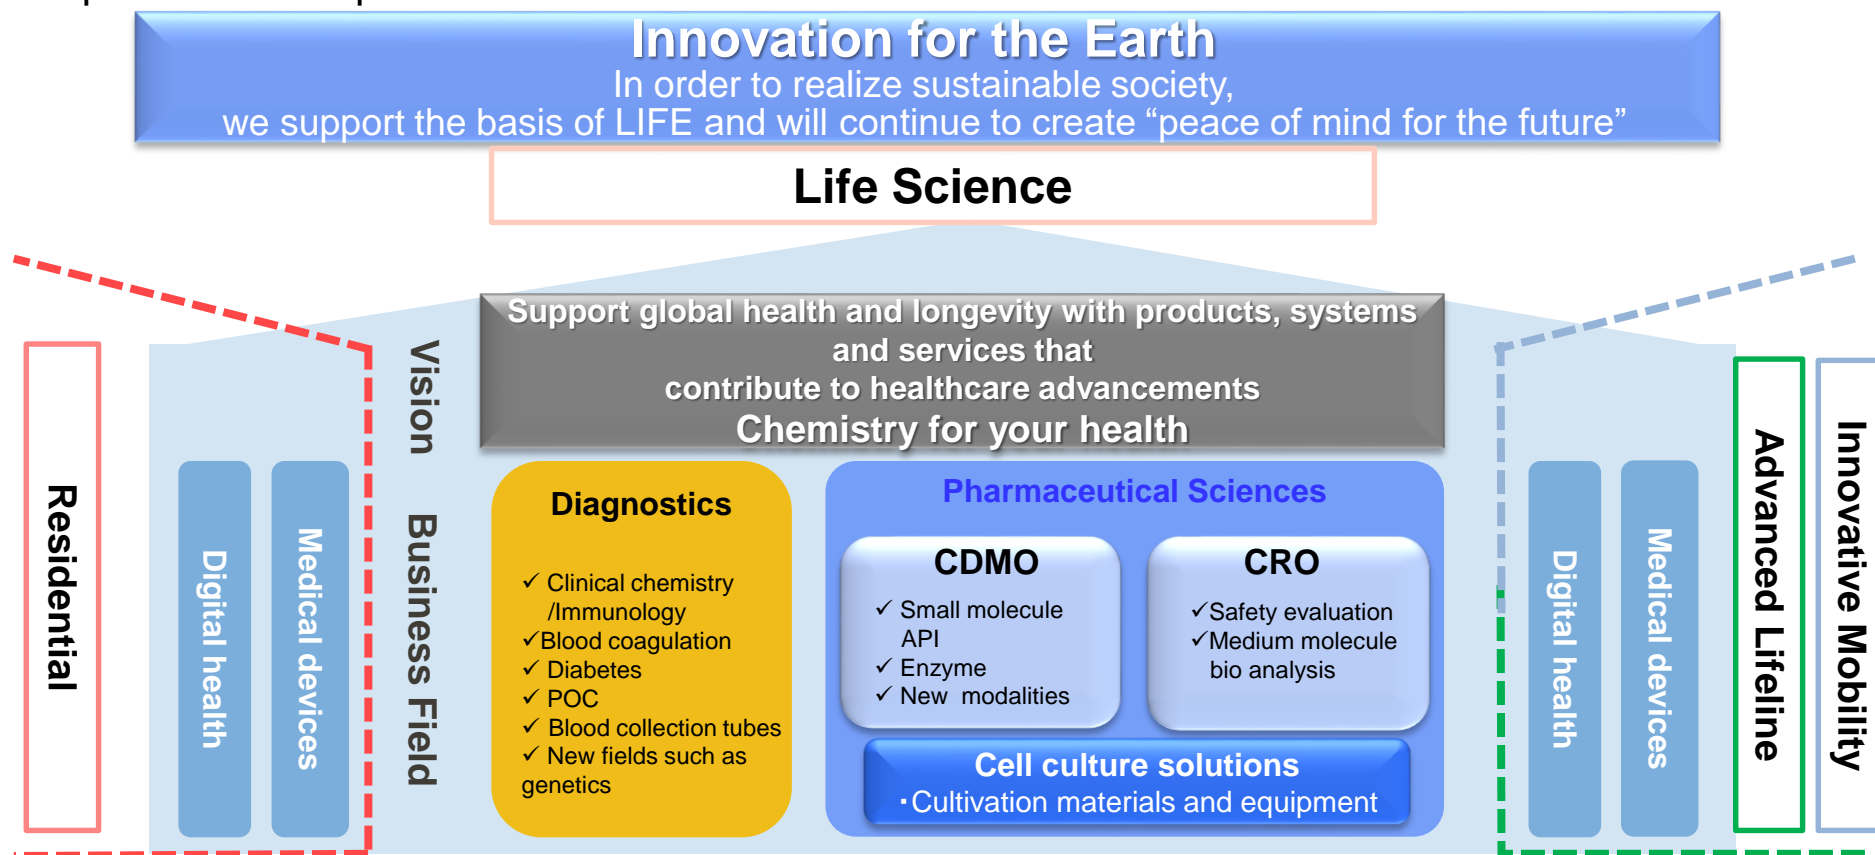 Innovation for the Earth
In order to realize sustainable society,
we support the basis of LIFE and will continue to create “peace of mind for the future”
Life Science
Support global health and longevity with products, systems
and services that
contribute to healthcare advancements
Chemistry for your health
Vision
Business Field
Residential
Digital health
Medical devices
Diagnostics
✓ Clinical chemistry
/Immunology
✓Blood coagulation
✓ Diabetes
✓ POC
✓ Blood collection tubes
✓ New fields such as
genetics
Pharmaceutical Sciences
CDMO
✓ Small molecule
API
✓ Enzyme
✓ New modalities
CRO
✓Safety evaluation
✓Medium molecule
bio analysis
Cell culture solutions
・Cultivation materials and equipment
Digital health
Medical devices
Advanced Lifeline
Innovative Mobility